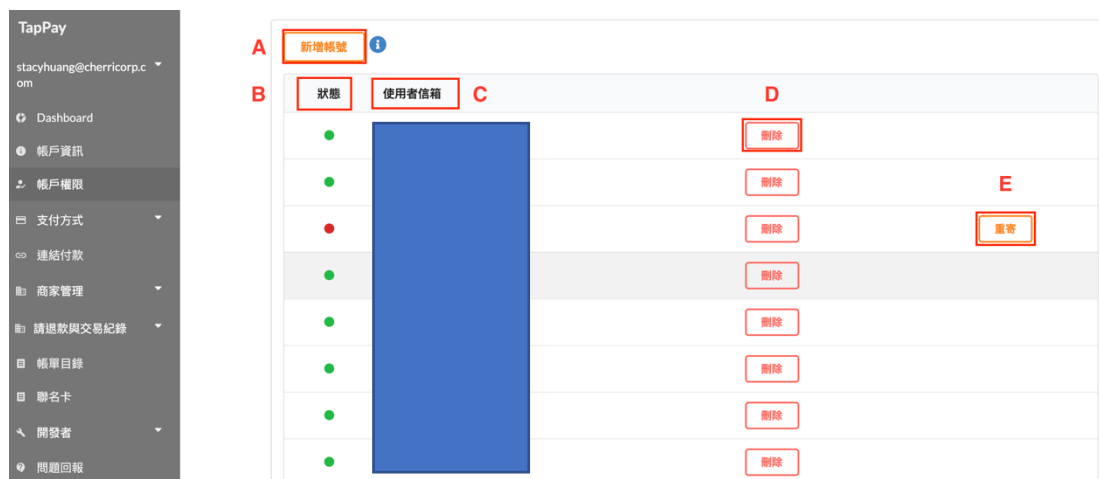 TapPay
stacyhuang@cherricorp.c
om
Dashboard
帳戶資訊
帳戶權限
支付方式
連結付款
商家管理
請退款與交易紀錄
帳單目錄
聯名卡
開發者
問題回報
A 新增帳號
B 狀態 使用者信箱 C D
刪除
刪除 E
刪除 重寄
刪除
刪除
刪除
刪除
刪除